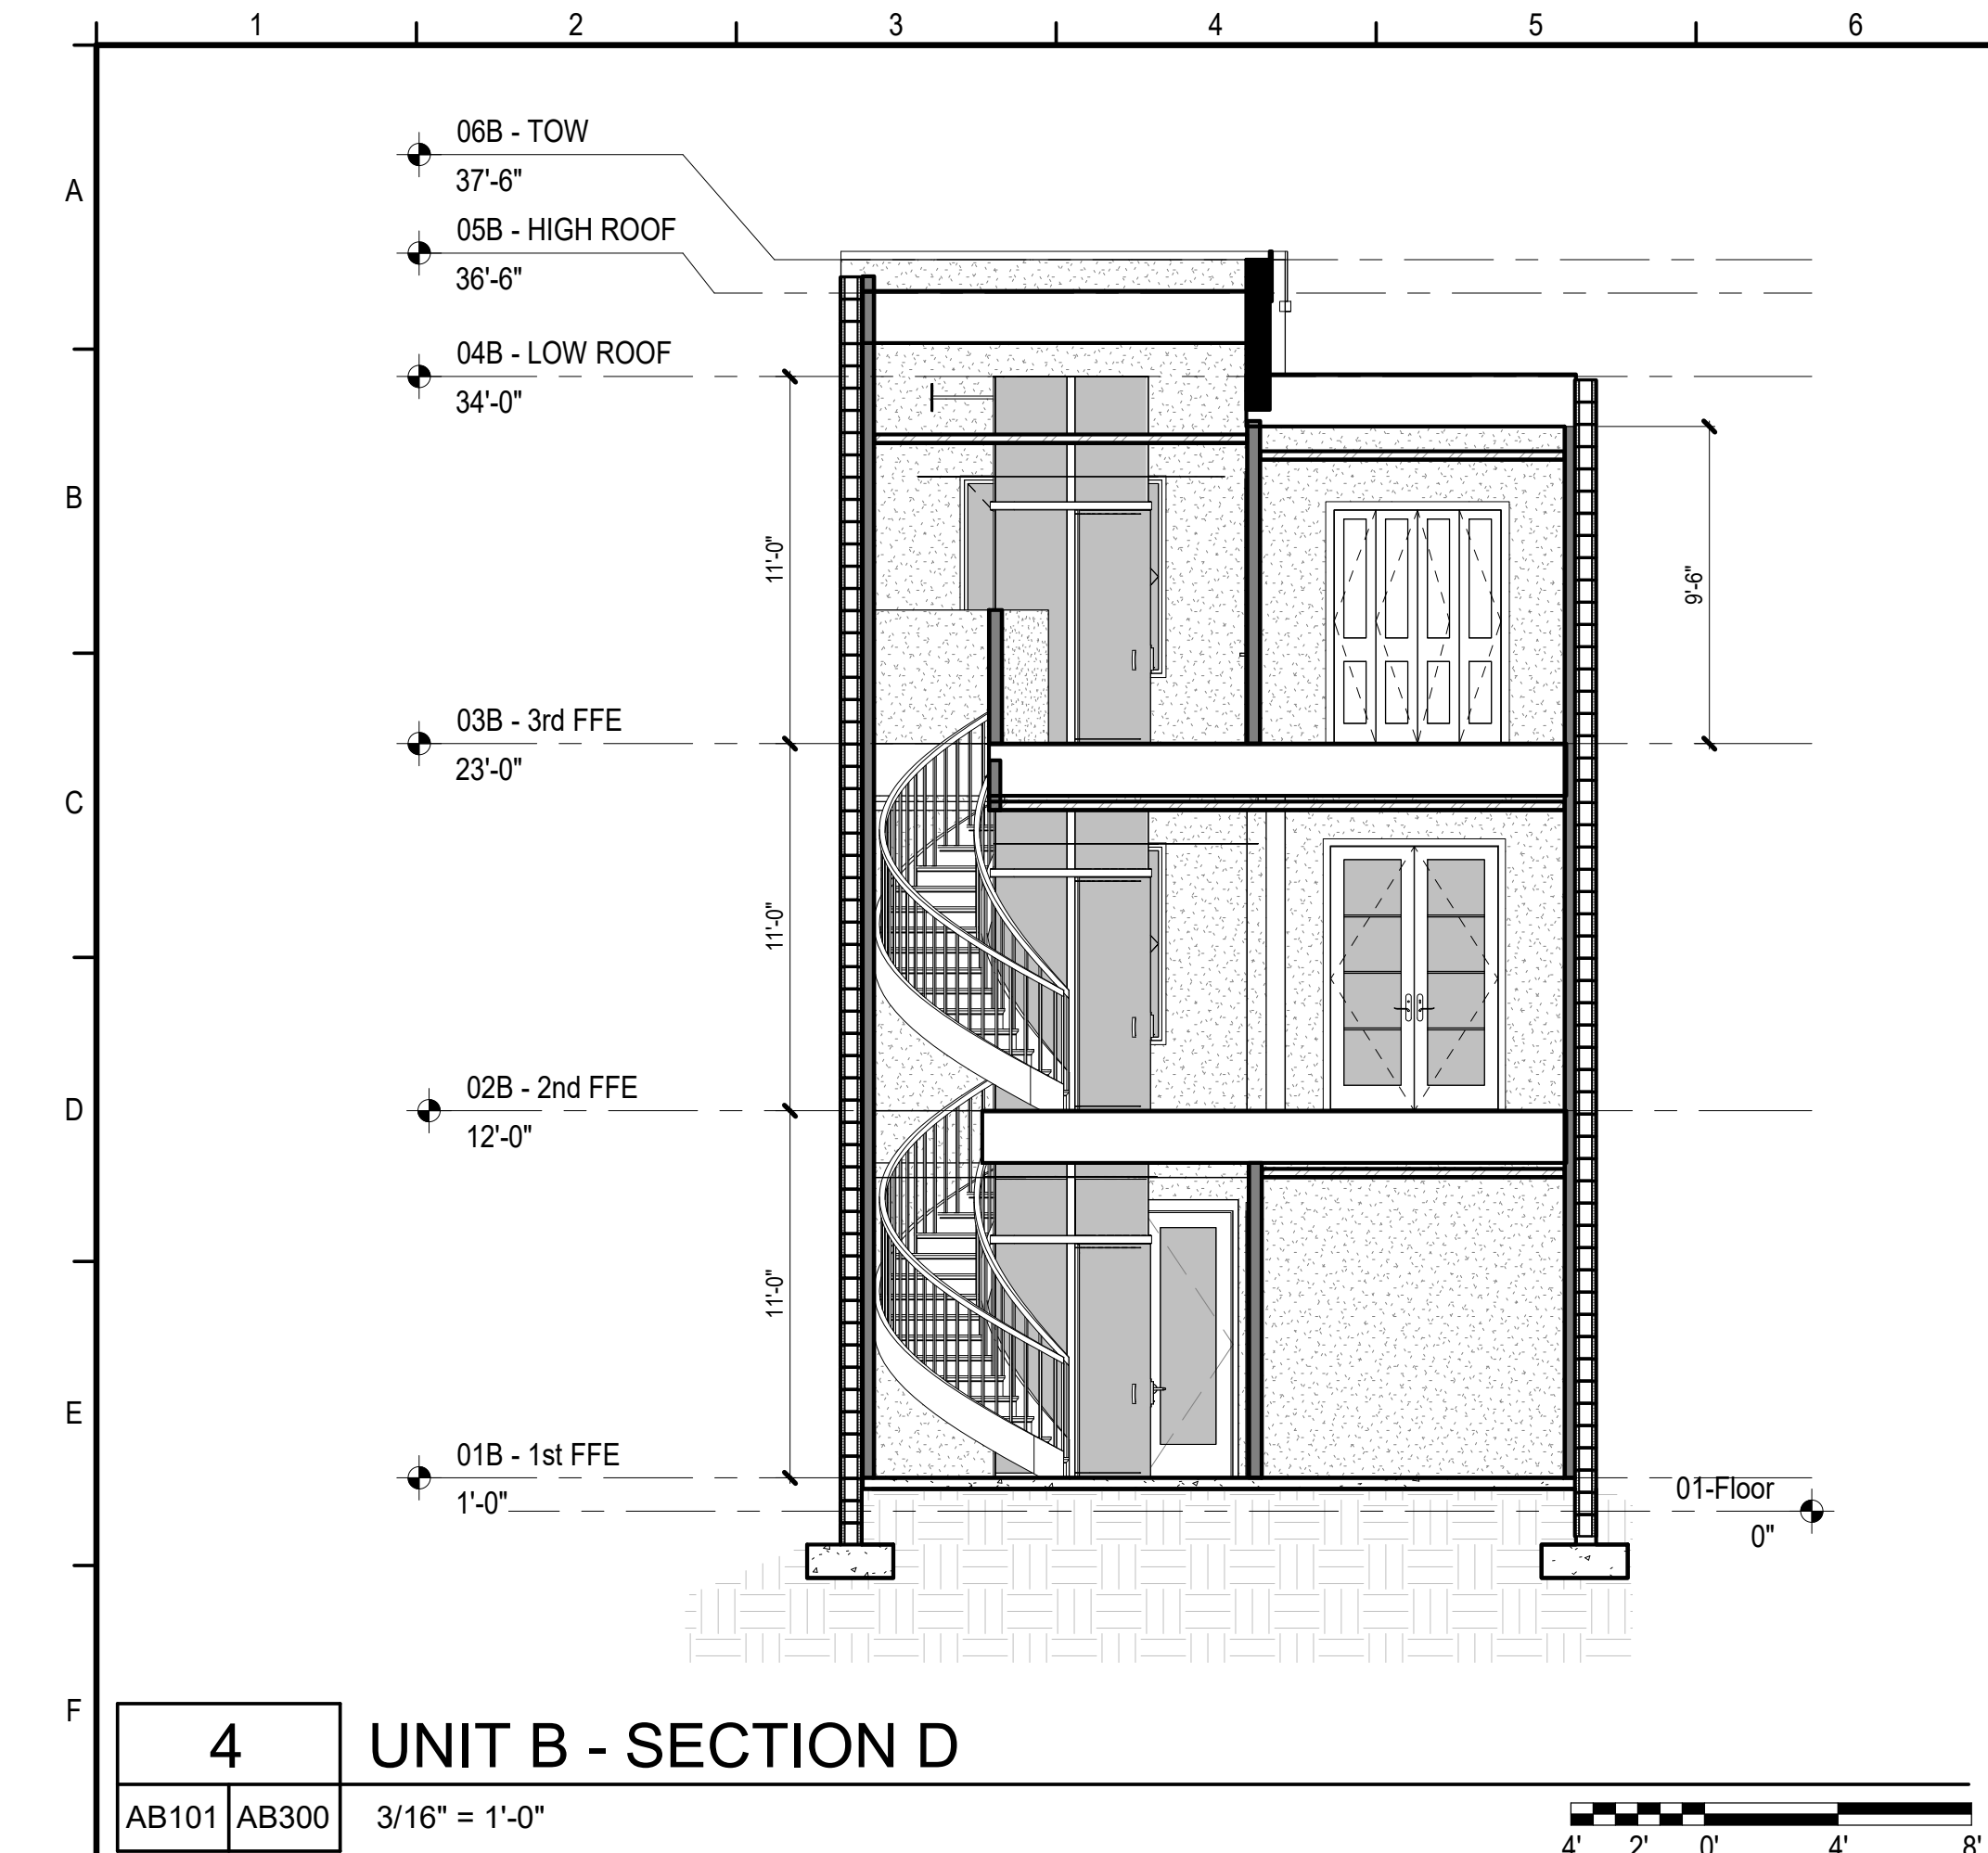 1 2 3 4 5 6
A
B
C
D
E
F
06B - TOW
37'-6"
05B - HIGH ROOF
36'-6"
04B - LOW ROOF
34'-0"
11'-0"
9'-6"
03B - 3rd FFE
23'-0"
11'-0"
02B - 2nd FFE
12'-0"
11'-0"
01B - 1st FFE
1'-0"
01-Floor
0"
4
UNIT B - SECTION D
AB101 AB300
3/16" = 1'-0"
4' 2' 0' 4' 8'